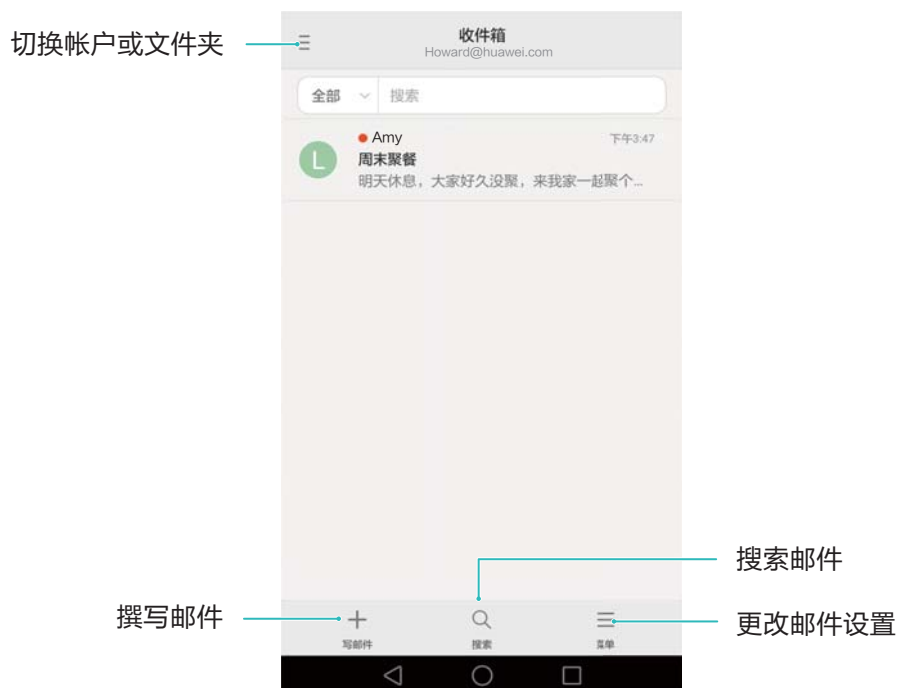 切换帐户或文件夹
收件箱
Howard@huawei.com
全部
搜索
Amy
下午3:47
L
周末聚餐
明天休息，大家好久没聚，来我家一起聚个...
搜索邮件
撰写邮件
更改邮件设置
写邮件
搜索
菜单